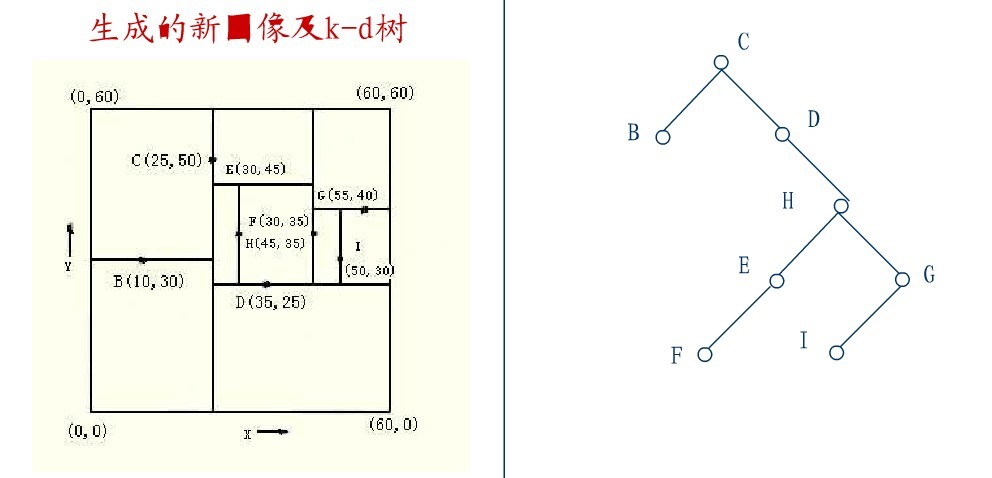 生成的新圖像及k-d树
(0,60)
(60,60)
C(25,50)
E(30,45)
G(55,40)
F(30,35)
H(45,35)
I
(50,30)
Y
B(10,30)
D(35,25)
(0,0)
X
(60,0)
C
B
D
H
E
G
F
I